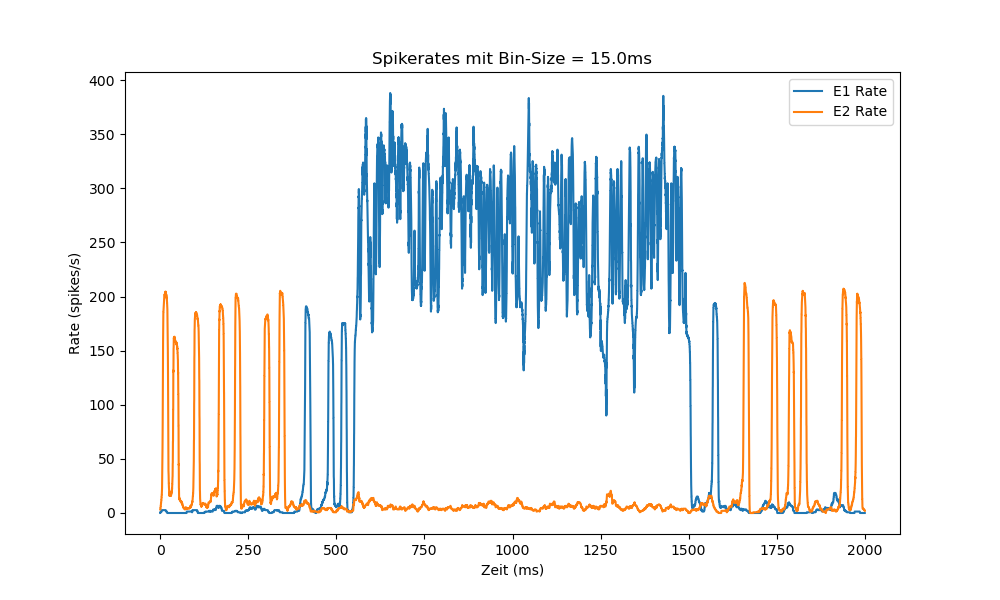 Spikerates mit Bin-Size = 15.0ms
E1 Rate
E2 Rate
Rate (spikes/s)
400
350
300
250
200
150
100
50
0
0 250 500 750 1000 1250 1500 1750 2000
Zeit (ms)